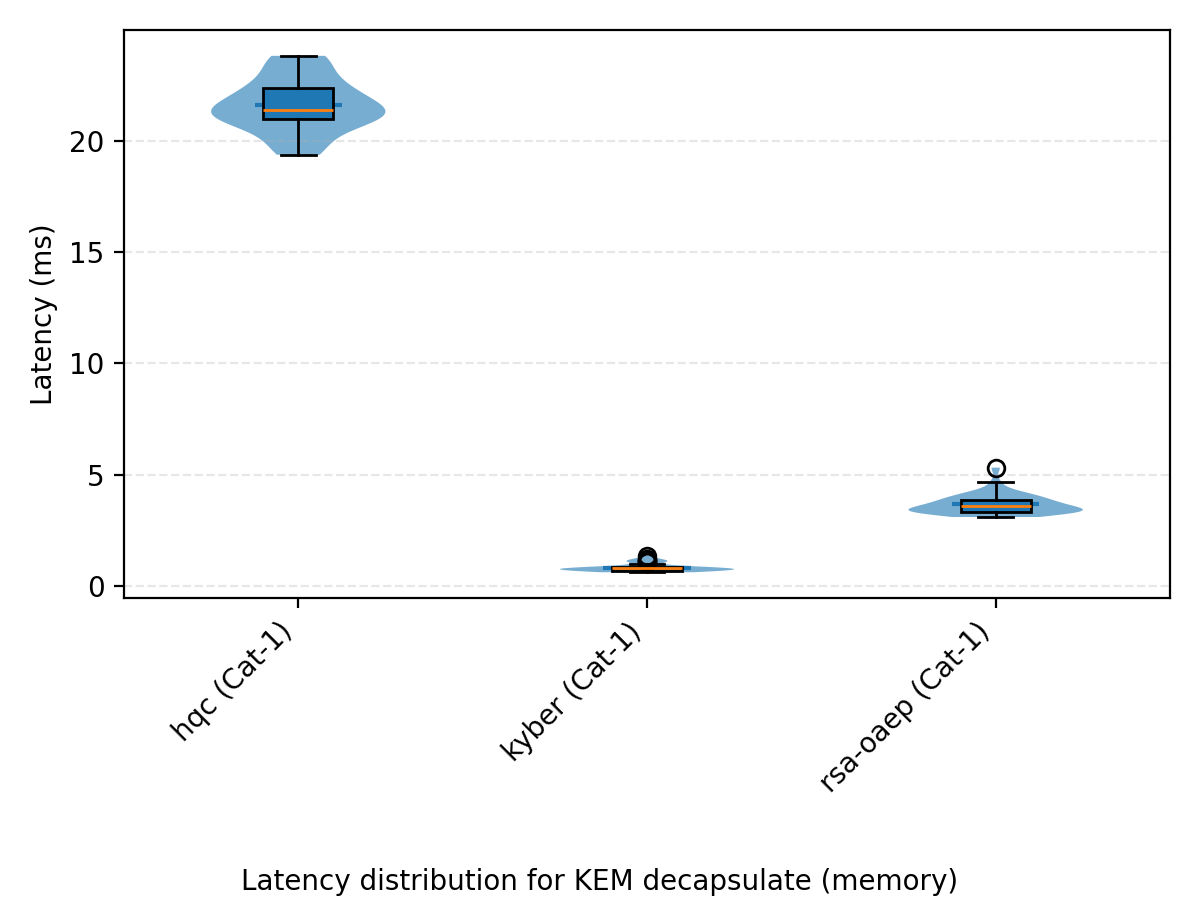 Latency (ms)
20
15
10
5
0
hqc (Cat-1)
kyber (Cat-1)
rsa-oaep (Cat-1)
Latency distribution for KEM decapsulate (memory)